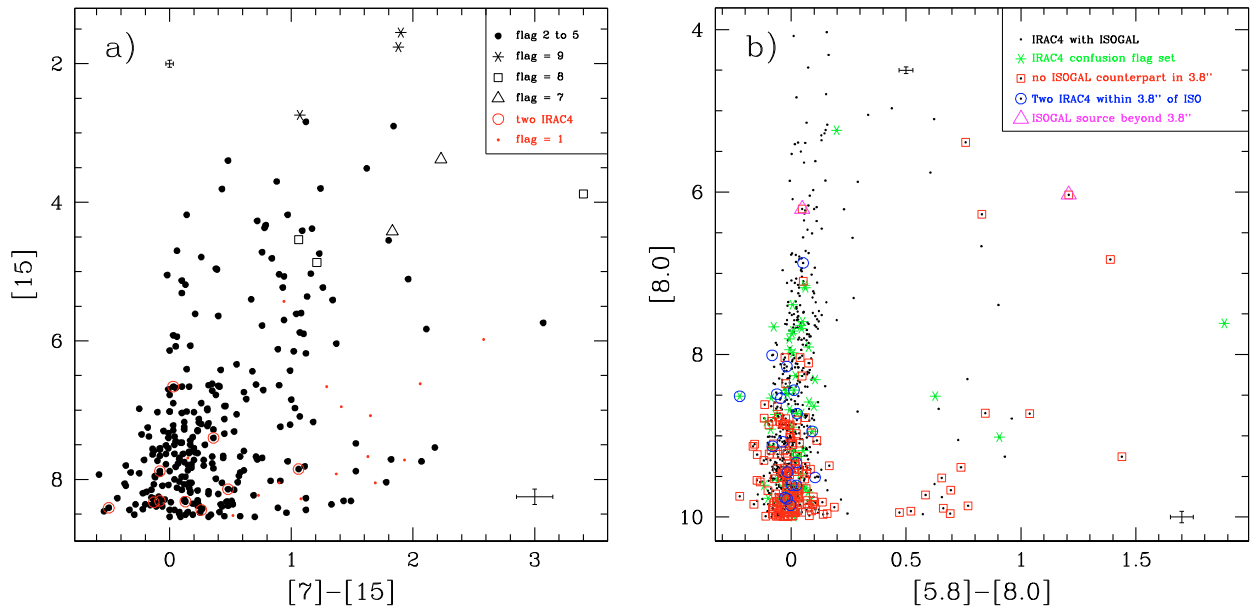 a)
flag 2 to 5
flag = 9
flag = 8
flag = 7
two IRAC4
flag = 1
2
4
6
8
[15]
0
1
2
3
[7]−[15]
b)
IRAC4 with ISOGAL
IRAC4 confusion flag set
no ISOGAL counterpart in 3.8"
Two IRAC4 within 3.8" of ISO
ISOGAL source beyond 3.8"
4
6
8
10
[8.0]
0
0.5
1
1.5
[5.8]−[8.0]